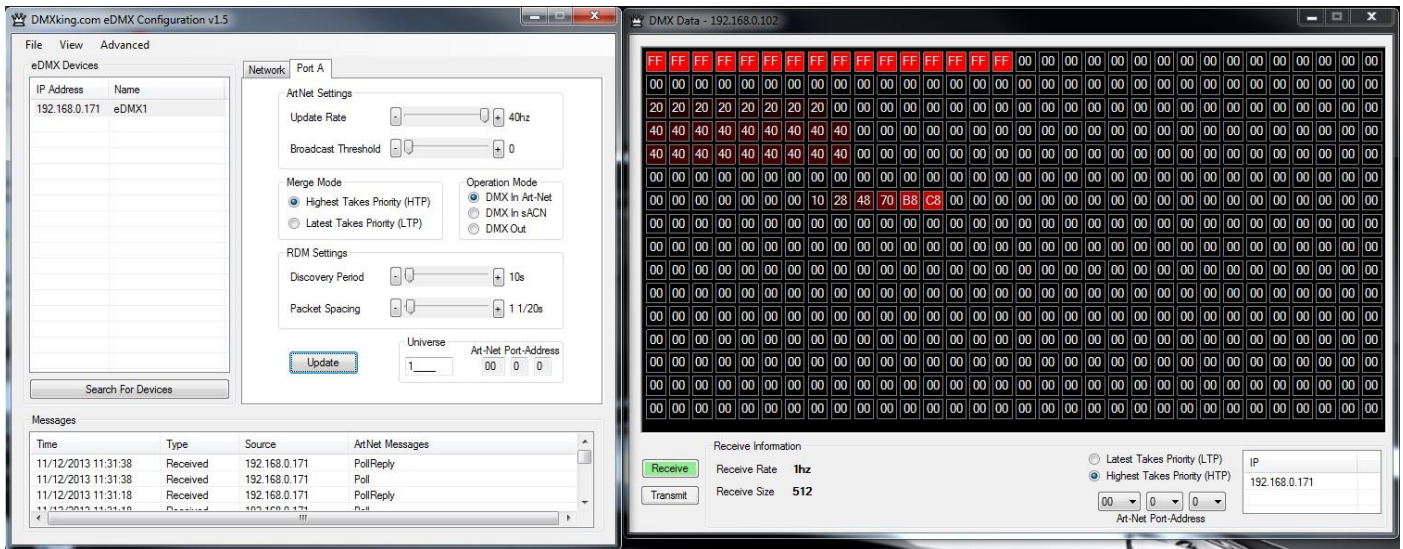 DMXking.com eDMX Configuration v1.5
File View Advanced
eDMX Devices
IP Address Name
192.168.0.171 eDMX1
Search For Devices
Network Port A
ArtNet Settings
Update Rate - + 40hz
Broadcast Threshold - + 0
Merge Mode
Highest Takes Priority (HTP)
Latest Takes Priority (LTP)
Operation Mode
DMX In Art-Net
DMX In sACN
DMX Out
RDM Settings
Discovery Period - + 10s
Packet Spacing - + 1 1/20s
Update
Universe
1____
Art-Net Port-Address
00 0 0
Messages
Time Type Source ArtNet Messages
11/12/2013 11:31:38 Received 192.168.0.171 PollReply
11/12/2013 11:31:38 Received 192.168.0.171 Poll
11/12/2013 11:31:18 Received 192.168.0.171 PollReply
DMX Data - 192.168.0.102
FF FF FF FF FF FF FF FF FF FF FF FF FF FF FF FF 00 00 00 00 00 00 00 00 00 00 00 00 00 00 00 00
00 00 00 00 00 00 00 00 00 00 00 00 00 00 00 00 00 00 00 00 00 00 00 00 00 00 00 00 00 00 00 00
20 20 20 20 20 20 20 20 00 00 00 00 00 00 00 00 00 00 00 00 00 00 00 00 00 00 00 00 00 00 00 00
40 40 40 40 40 40 40 40 40 00 00 00 00 00 00 00 00 00 00 00 00 00 00 00 00 00 00 00 00 00 00 00
40 40 40 40 40 40 40 40 40 00 00 00 00 00 00 00 00 00 00 00 00 00 00 00 00 00 00 00 00 00 00 00
00 00 00 00 00 00 00 00 00 00 00 00 00 00 00 00 00 00 00 00 00 00 00 00 00 00 00 00 00 00 00 00
00 00 00 00 00 00 00 10 28 48 70 B8 C8 00 00 00 00 00 00 00 00 00 00 00 00 00 00 00 00 00 00 00
00 00 00 00 00 00 00 00 00 00 00 00 00 00 00 00 00 00 00 00 00 00 00 00 00 00 00 00 00 00 00 00
00 00 00 00 00 00 00 00 00 00 00 00 00 00 00 00 00 00 00 00 00 00 00 00 00 00 00 00 00 00 00 00
00 00 00 00 00 00 00 00 00 00 00 00 00 00 00 00 00 00 00 00 00 00 00 00 00 00 00 00 00 00 00 00
00 00 00 00 00 00 00 00 00 00 00 00 00 00 00 00 00 00 00 00 00 00 00 00 00 00 00 00 00 00 00 00
00 00 00 00 00 00 00 00 00 00 00 00 00 00 00 00 00 00 00 00 00 00 00 00 00 00 00 00 00 00 00 00
00 00 00 00 00 00 00 00 00 00 00 00 00 00 00 00 00 00 00 00 00 00 00 00 00 00 00 00 00 00 00 00
00 00 00 00 00 00 00 00 00 00 00 00 00 00 00 00 00 00 00 00 00 00 00 00 00 00 00 00 00 00 00 00
00 00 00 00 00 00 00 00 00 00 00 00 00 00 00 00 00 00 00 00 00 00 00 00 00 00 00 00 00 00 00 00
00 00 00 00 00 00 00 00 00 00 00 00 00 00 00 00 00 00 00 00 00 00 00 00 00 00 00 00 00 00 00 00
Receive
Transmit
Receive Information
Receive Rate 1hz
Receive Size 512
Latest Takes Priority (LTP)
Highest Takes Priority (HTP)
00 0 0
Art-Net Port-Address
IP
192.168.0.171